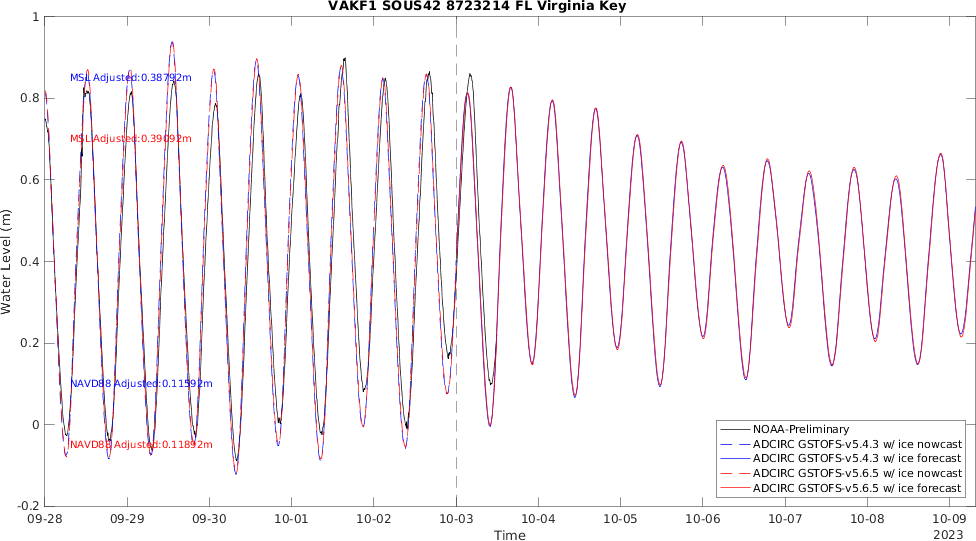 VAKF1 SOUS42 8723214 FL Virginia Key
1
0.8
0.6
0.4
0.2
0
-0.2
Water Level (m)
MSL Adjusted:0.38792m
MSL Adjusted:0.39092m
NAVD88 Adjusted:0.11592m
NAVD88 Adjusted:0.11892m
NOAA-Preliminary
ADCIRC GSTOFS-v5.4.3 w/ ice nowcast
ADCIRC GSTOFS-v5.4.3 w/ ice forecast
ADCIRC GSTOFS-v5.6.5 w/ ice nowcast
ADCIRC GSTOFS-v5.6.5 w/ ice forecast
09-28 09-29 09-30 10-01 10-02 10-03 10-04 10-05 10-06 10-07 10-08 10-09
Time
2023